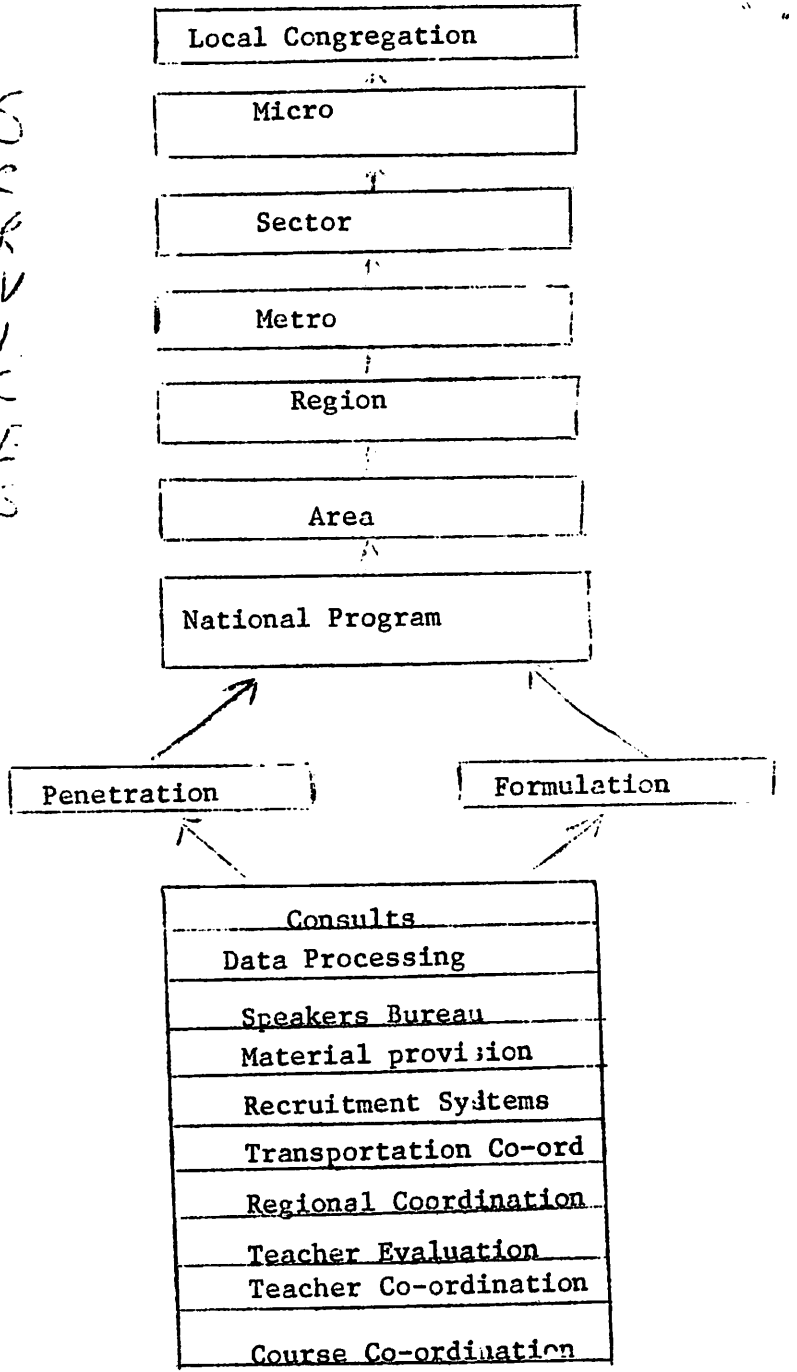 Local Congregation
Micro
Sector
Metro
Region
Area
National Program
Penetration
Formulation
Consults
Data Processing
Speakers Bureau
Material provision
Recruitment Sydtems
Transportation Co-ord
Regional Coordination
Teacher Evaluation
Teacher Co-ordination
Course Co-ordination